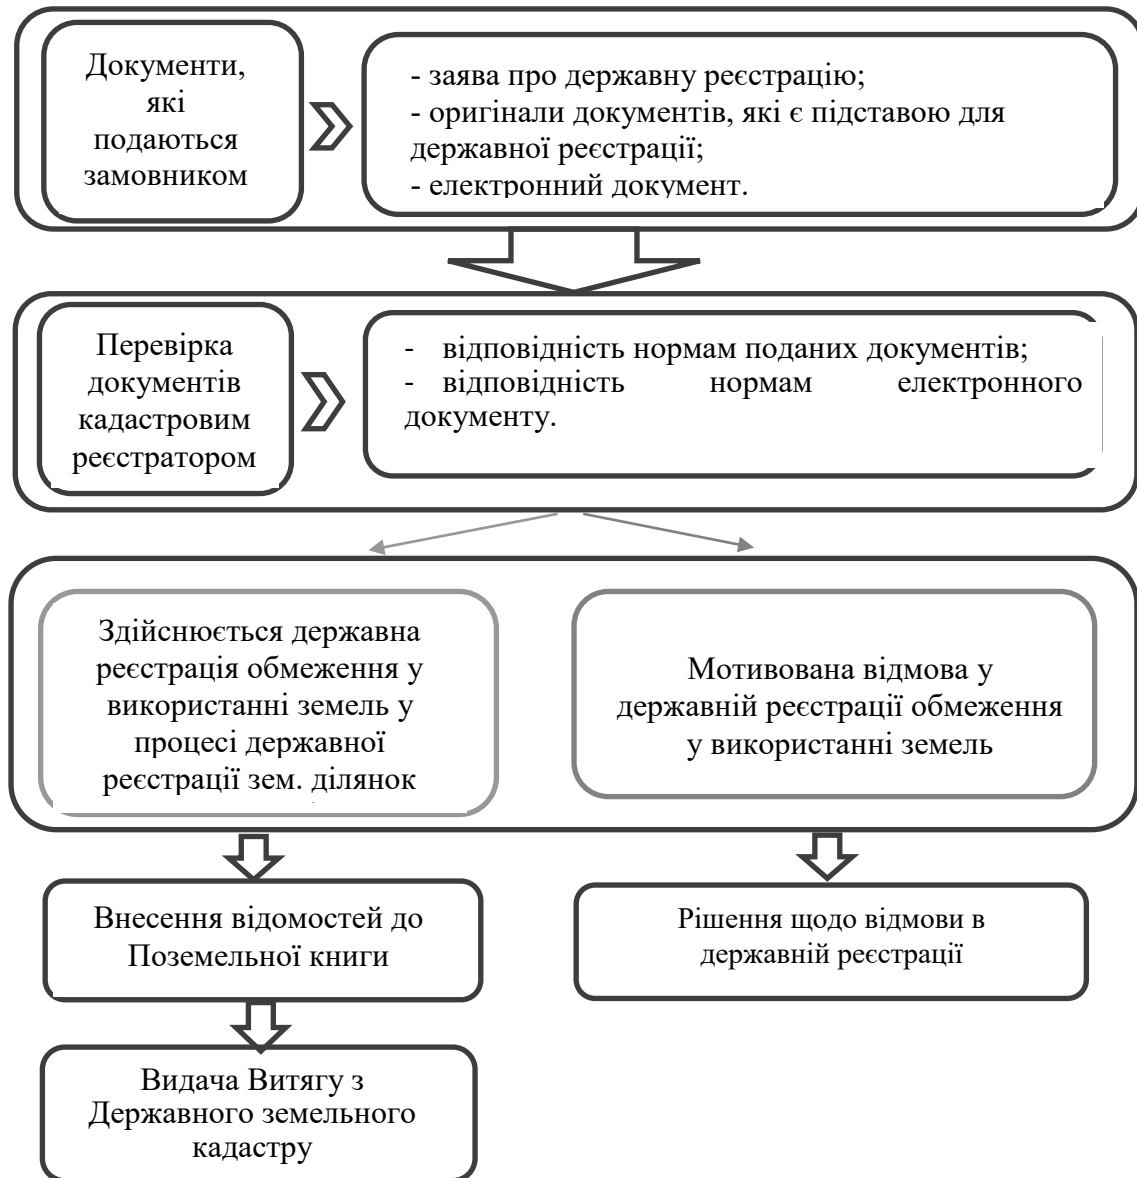 Документи,
які
подаються
замовником
- заява про державну реєстрацію;
- оригінали документів, які є підставою для
державної реєстрації;
- електронний документ.
Перевірка
документів
кадастровим
реєстратором
- відповідність нормам поданих документів;
- відповідність нормам електронного
документу.
Здійснюється державна
реєстрація обмеження у
використанні земель у
процесі державної
реєстрації зем. ділянок
Мотивована відмова у
державній реєстрації обмеження
у використанні земель
Внесення відомостей до
Поземельної книги
Рішення щодо відмови в
державній реєстрації
Видача Витягу з
Державного земельного
кадастру